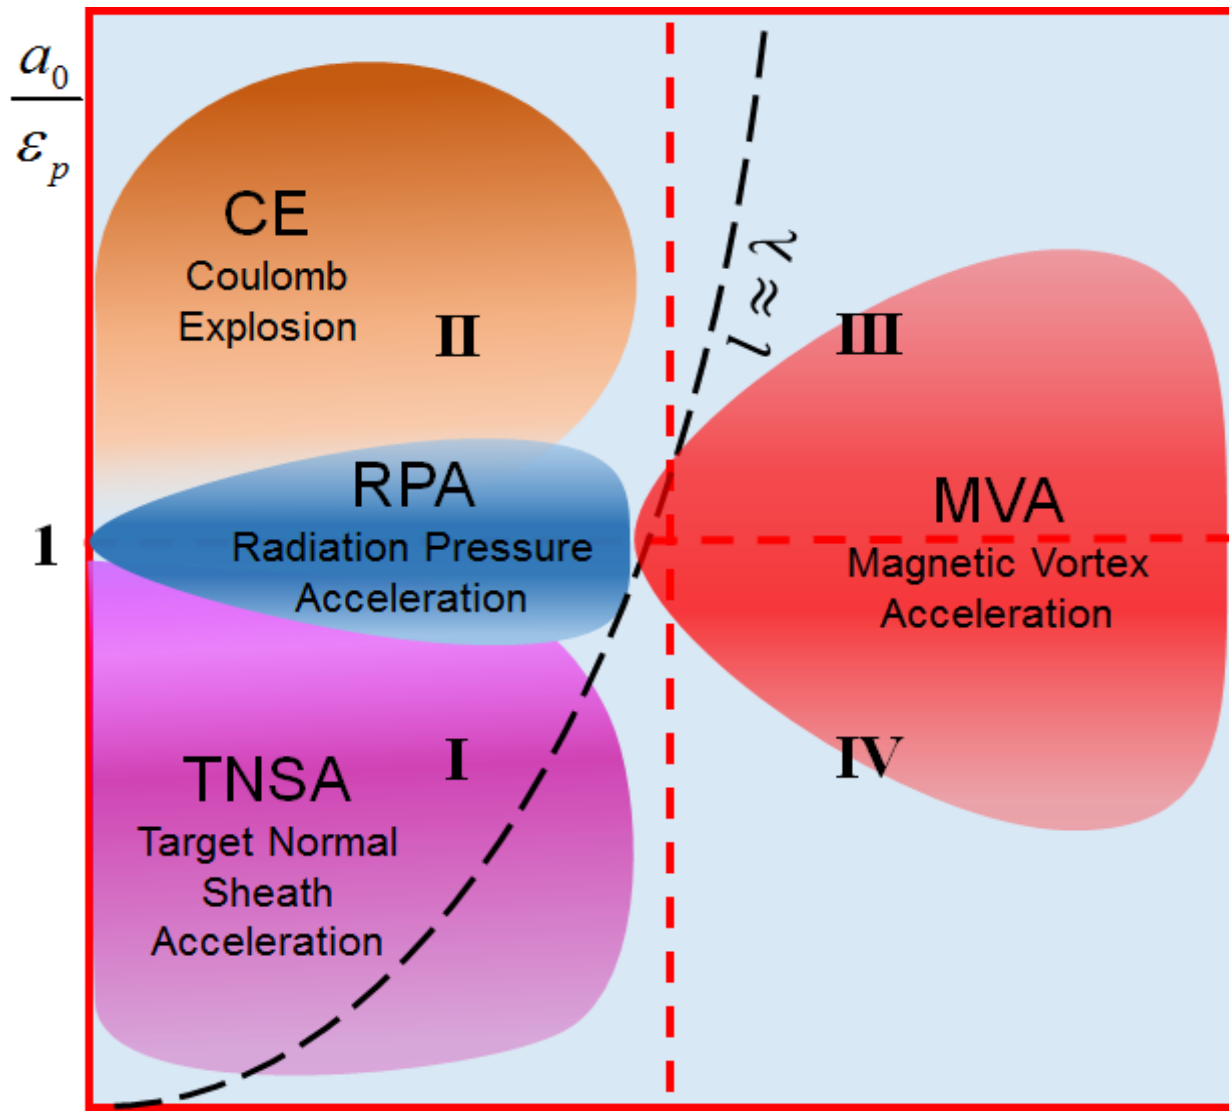 a₀
εₚ
CE
Coulomb
Explosion
II
l ≈ λ
III
1
RPA
Radiation Pressure
Acceleration
MVA
Magnetic Vortex
Acceleration
I
TNSA
Target Normal
Sheath
Acceleration
IV